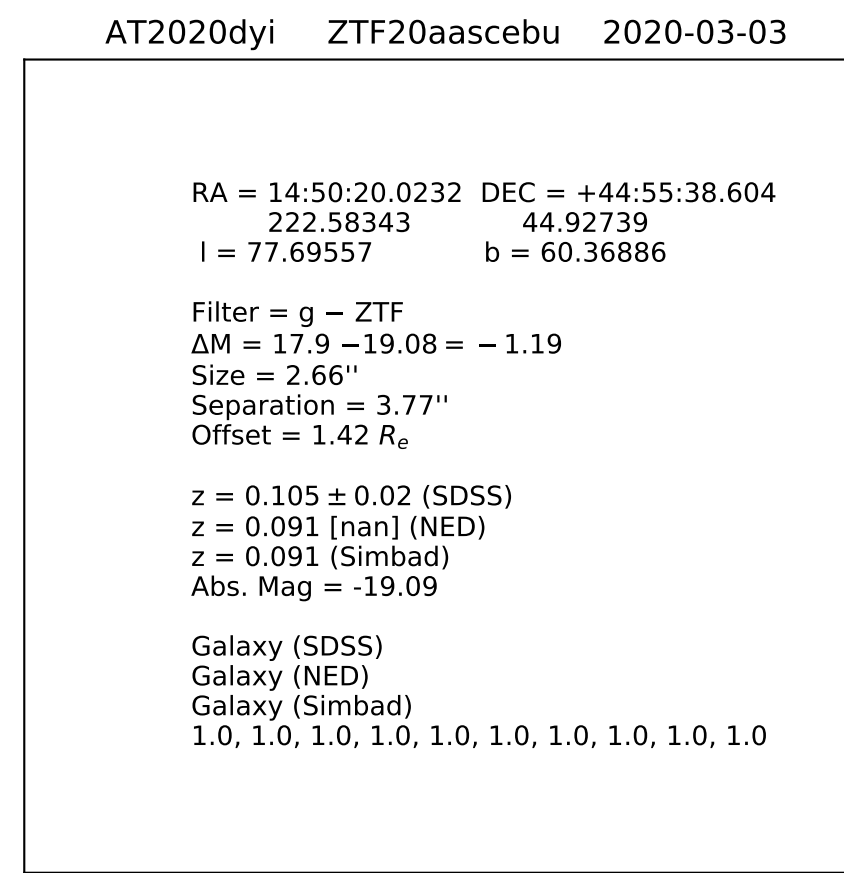 AT2020dyi ZTF20aascebu 2020-03-03
RA = 14:50:20.0232 DEC = +44:55:38.604
222.58343 44.92739
l = 77.69557 b = 60.36886
Filter = g − ZTF
ΔM = 17.9 −19.08 = − 1.19
Size = 2.66''
Separation = 3.77''
Offset = 1.42 Rₑ
z = 0.105 ± 0.02 (SDSS)
z = 0.091 [nan] (NED)
z = 0.091 (Simbad)
Abs. Mag = -19.09
Galaxy (SDSS)
Galaxy (NED)
Galaxy (Simbad)
1.0, 1.0, 1.0, 1.0, 1.0, 1.0, 1.0, 1.0, 1.0, 1.0